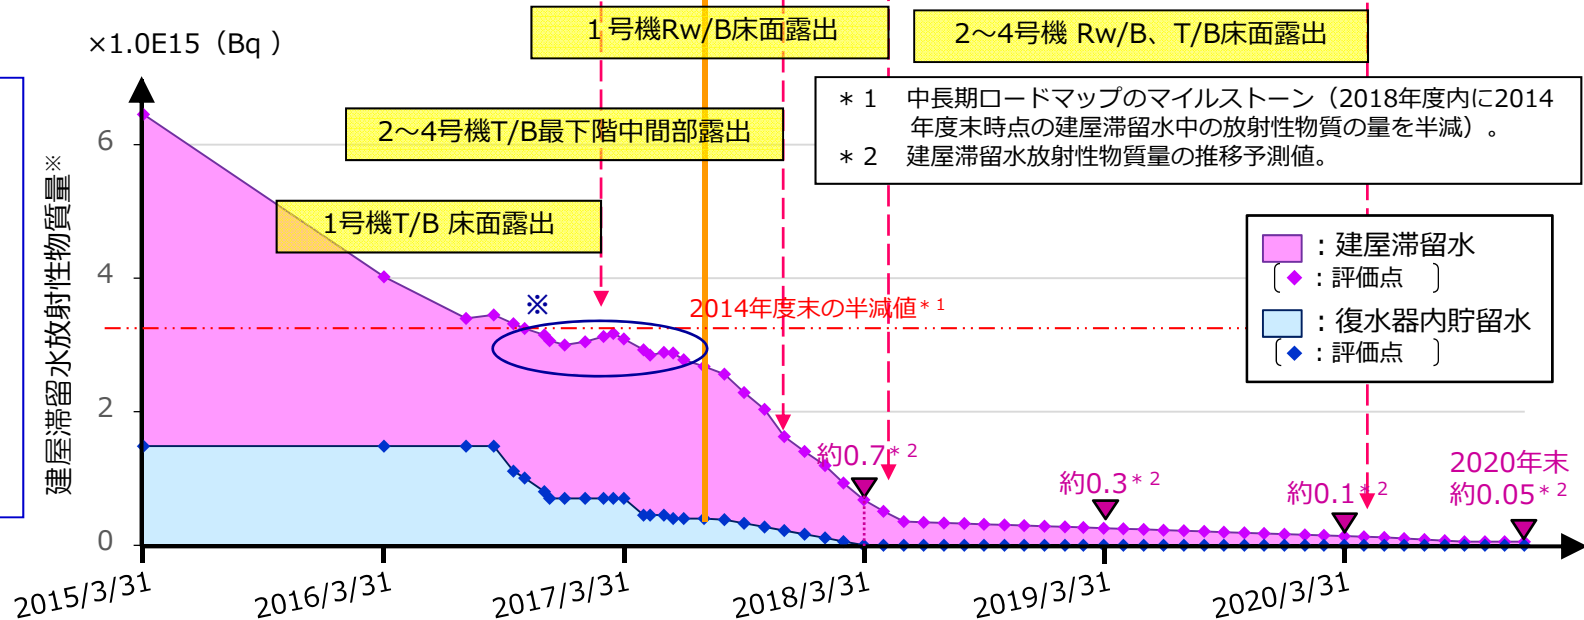 ×1.0E15（Bq ）
１号機Rw/B床面露出
2～4号機 Rw/B、T/B床面露出
＊１　中長期ロードマップのマイルストーン（2018年度内に2014
年度末時点の建屋滞留水中の放射性物質の量を半減）。
＊２　建屋滞留水放射性物質量の推移予測値。
2～4号機T/B最下階中間部露出
1号機T/B 床面露出
建屋滞留水放射性物質量※
6
4
2
0
：建屋滞留水
〔◆：評価点　〕
：復水器内貯留水
〔◆：評価点　〕
※
2014年度末の半減値＊1
約0.7＊2
約0.3＊2
約0.1＊2
2020年末
約0.05＊2
2015/3/31
2016/3/31
2017/3/31
2018/3/31
2019/3/31
2020/3/31